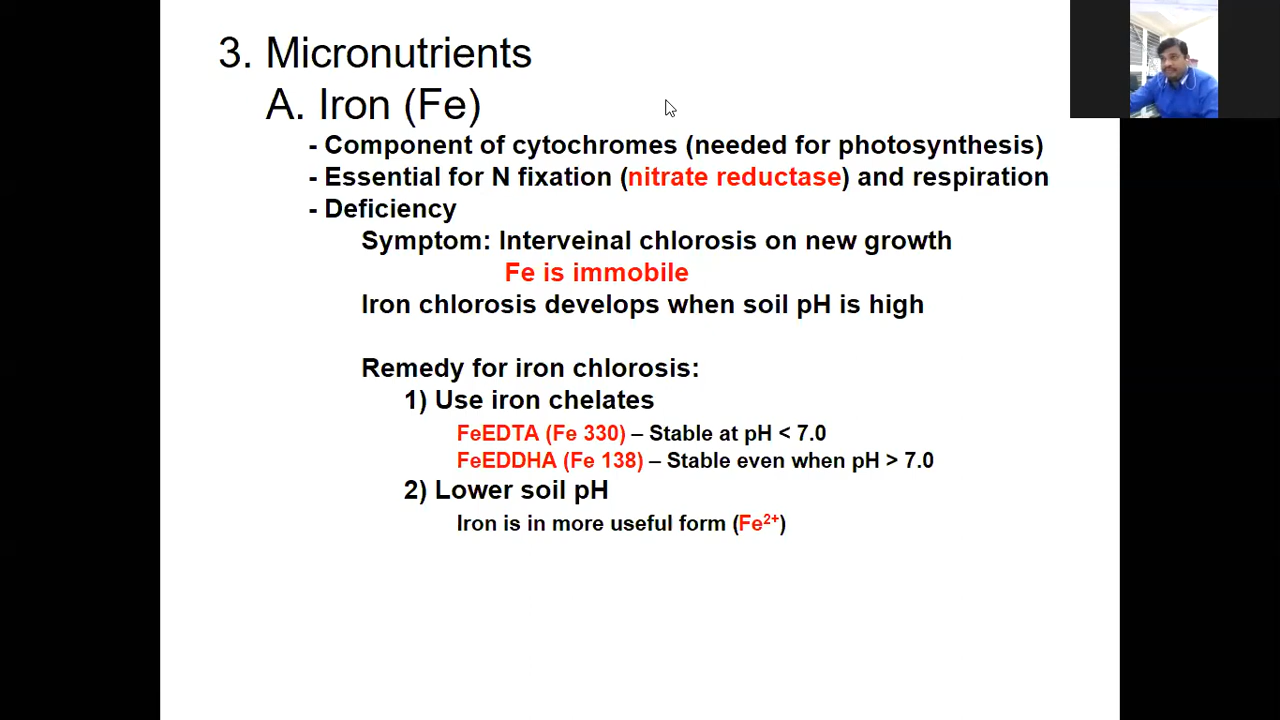 3. Micronutrients
A. Iron (Fe)
- Component of cytochromes (needed for photosynthesis)
- Essential for N fixation (nitrate reductase) and respiration
- Deficiency
Symptom: Interveinal chlorosis on new growth
Fe is immobile
Iron chlorosis develops when soil pH is high
Remedy for iron chlorosis:
1) Use iron chelates
FeEDTA (Fe 330) – Stable at pH < 7.0
FeEDDHA (Fe 138) – Stable even when pH > 7.0
2) Lower soil pH
Iron is in more useful form (Fe²⁺)